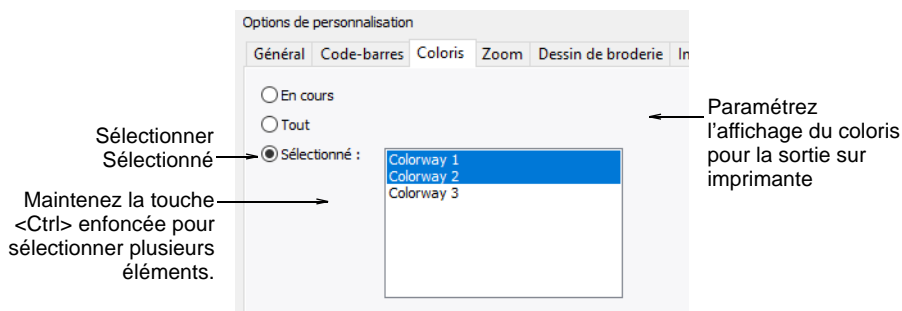 Options de personnalisation
Général Code-barres Coloris Zoom Dessin de broderie In
En cours
Tout
Sélectionné :
Colorway 1
Colorway 2
Colorway 3
Sélectionner
Sélectionné
Maintenez la touche
<Ctrl> enfoncée pour
sélectionner plusieurs
éléments.
Paramétrez
l’affichage du coloris
pour la sortie sur
imprimante